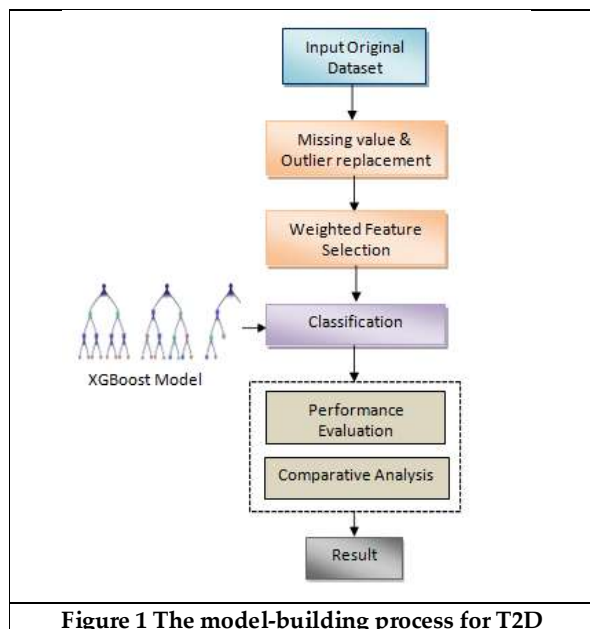 Input Original
Dataset
Missing value &
Outlier replacement
Weighted Feature
Selection
Classification
XGBoost Model
Performance
Evaluation
Comparative Analysis
Result
Figure 1 The model-building process for T2D